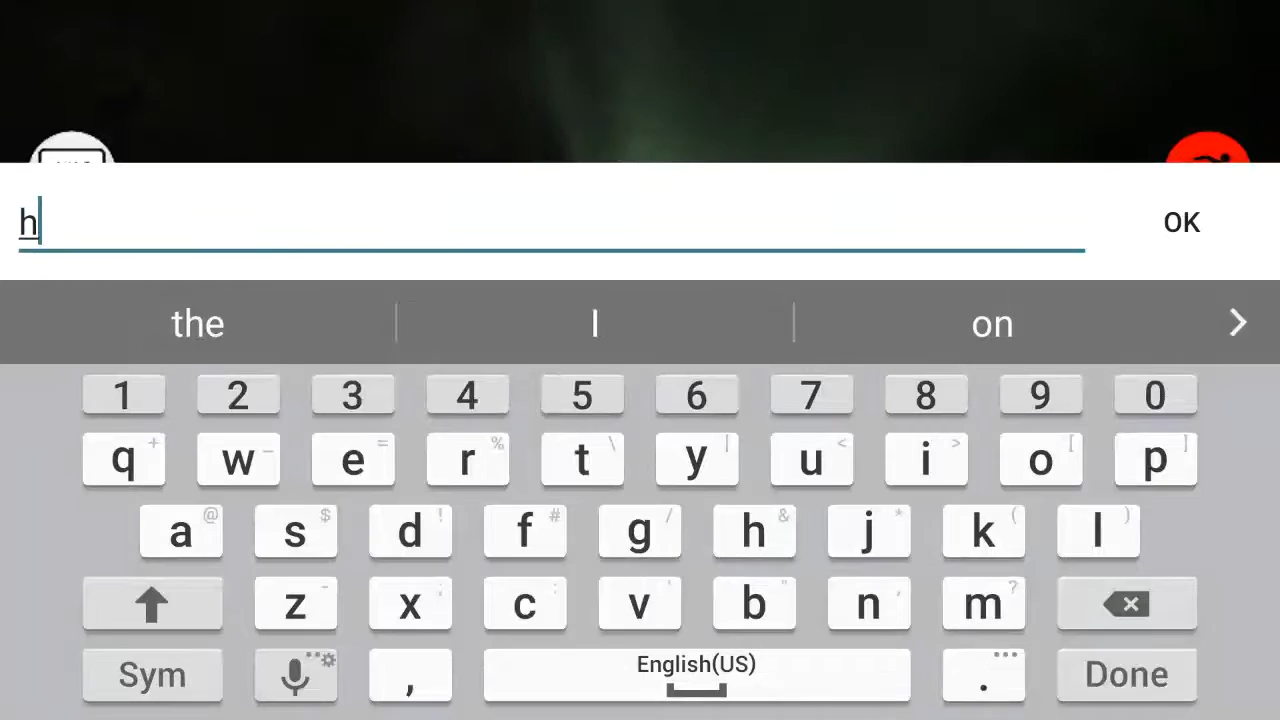 h
OK
the I on
1 2 3 4 5 6 7 8 9 0
q + w - e = r % t \ y | u < i > o [ p ]
a @ s $ d ! f # g / h & j * k ( l )
z x c v b n m ?
Sym , English(US) . Done